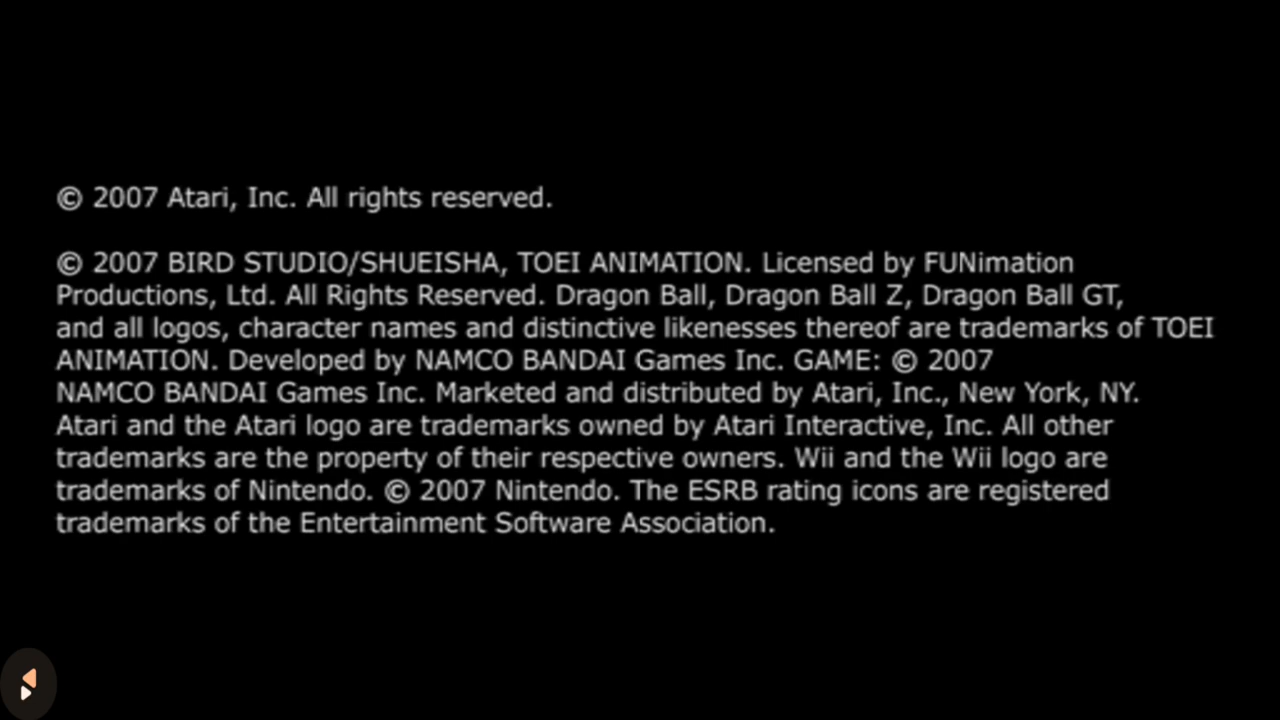 © 2007 Atari, Inc. All rights reserved.
© 2007 BIRD STUDIO/SHUEISHA, TOEI ANIMATION. Licensed by FUNimation
Productions, Ltd. All Rights Reserved. Dragon Ball, Dragon Ball Z, Dragon Ball GT,
and all logos, character names and distinctive likenesses thereof are trademarks of TOEI
ANIMATION. Developed by NAMCO BANDAI Games Inc. GAME: © 2007
NAMCO BANDAI Games Inc. Marketed and distributed by Atari, Inc., New York, NY.
Atari and the Atari logo are trademarks owned by Atari Interactive, Inc. All other
trademarks are the property of their respective owners. Wii and the Wii logo are
trademarks of Nintendo. © 2007 Nintendo. The ESRB rating icons are registered
trademarks of the Entertainment Software Association.